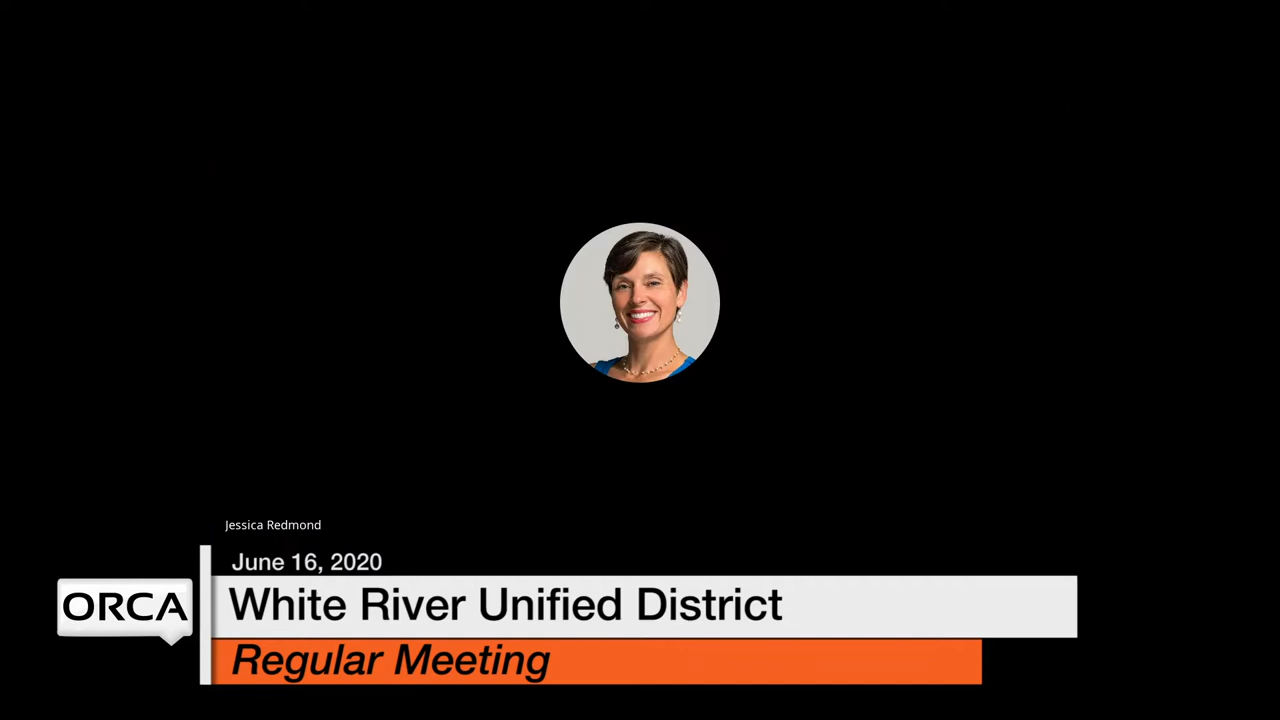 Jessica Redmond
June 16, 2020
ORCA
White River Unified District
Regular Meeting